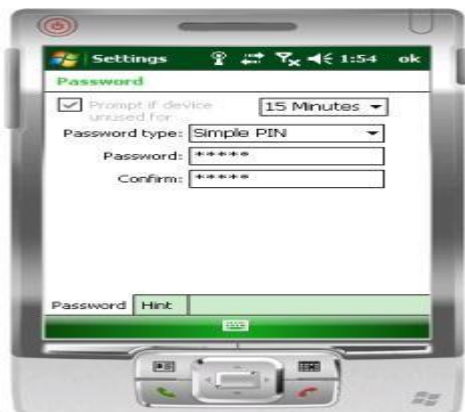 Settings 1:54 ok
Password
Prompt if device unused for 15 Minutes
Password type: Simple PIN
Password: *****
Confirm: *****
Password Hint